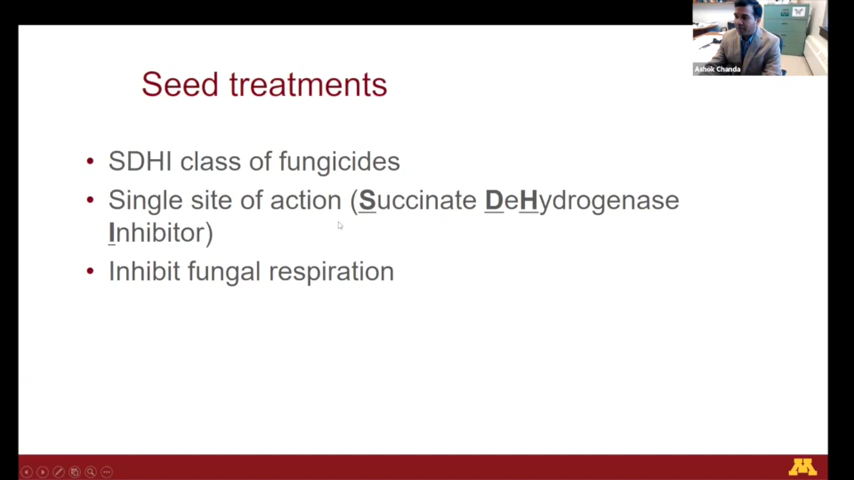 Ashok Chanda
Seed treatments
• SDHI class of fungicides
• Single site of action (Succinate DeHydrogenase
Inhibitor)
• Inhibit fungal respiration